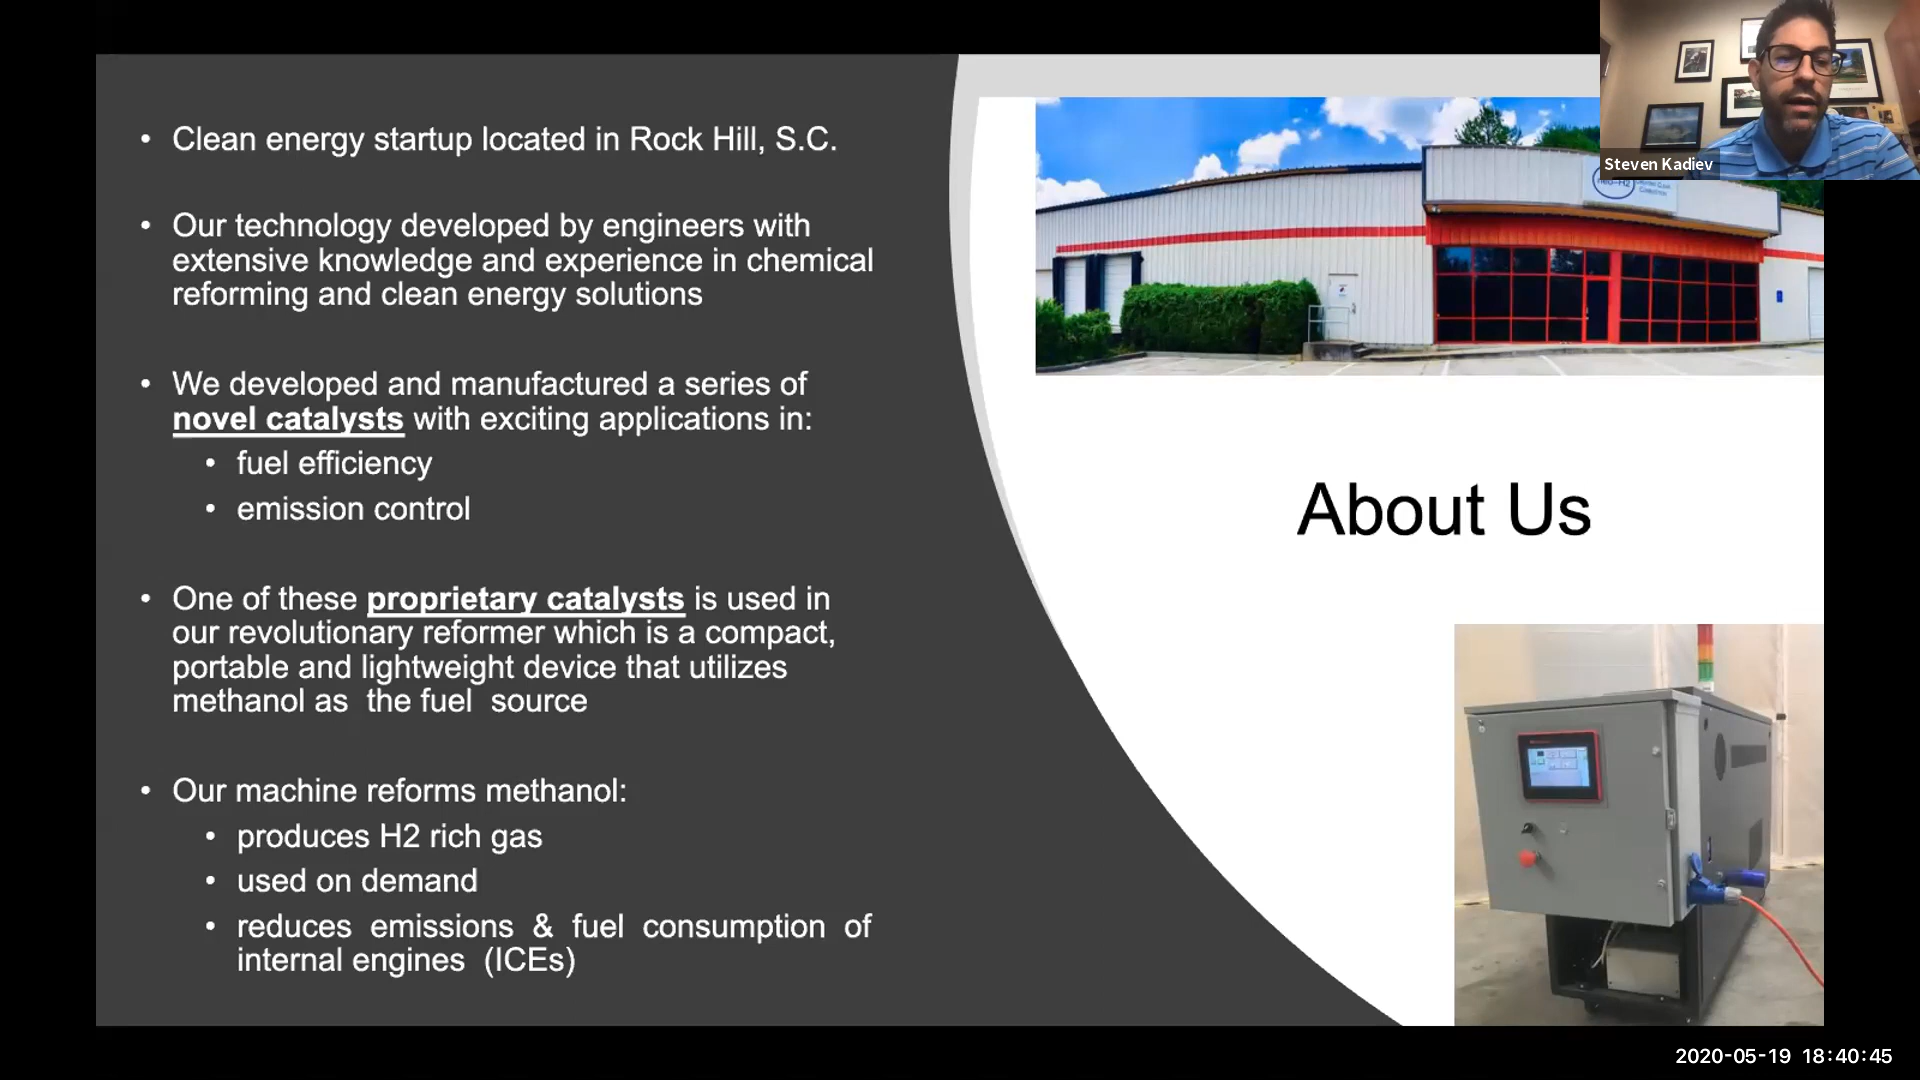 Steven Kadiev
• Clean energy startup located in Rock Hill, S.C.
• Our technology developed by engineers with
extensive knowledge and experience in chemical
reforming and clean energy solutions
• We developed and manufactured a series of
novel catalysts with exciting applications in:
• fuel efficiency
• emission control
• One of these proprietary catalysts is used in
our revolutionary reformer which is a compact,
portable and lightweight device that utilizes
methanol as the fuel source
• Our machine reforms methanol:
• produces H2 rich gas
• used on demand
• reduces emissions & fuel consumption of
internal engines (ICEs)
About Us
2020-05-19 18:40:45